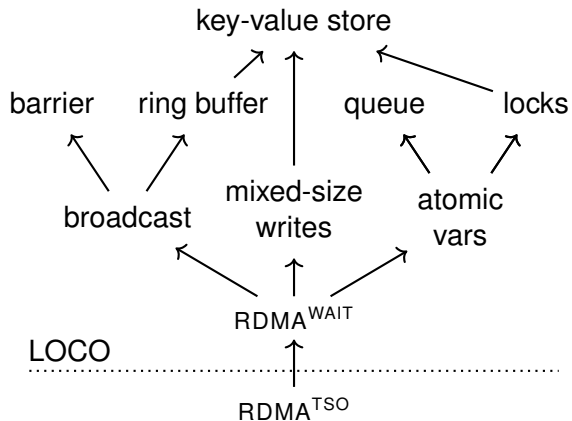 key-value store
barrier ring buffer queue locks
broadcast mixed-size writes atomic vars
RDMA^WAIT
LOCO
RDMA^TSO